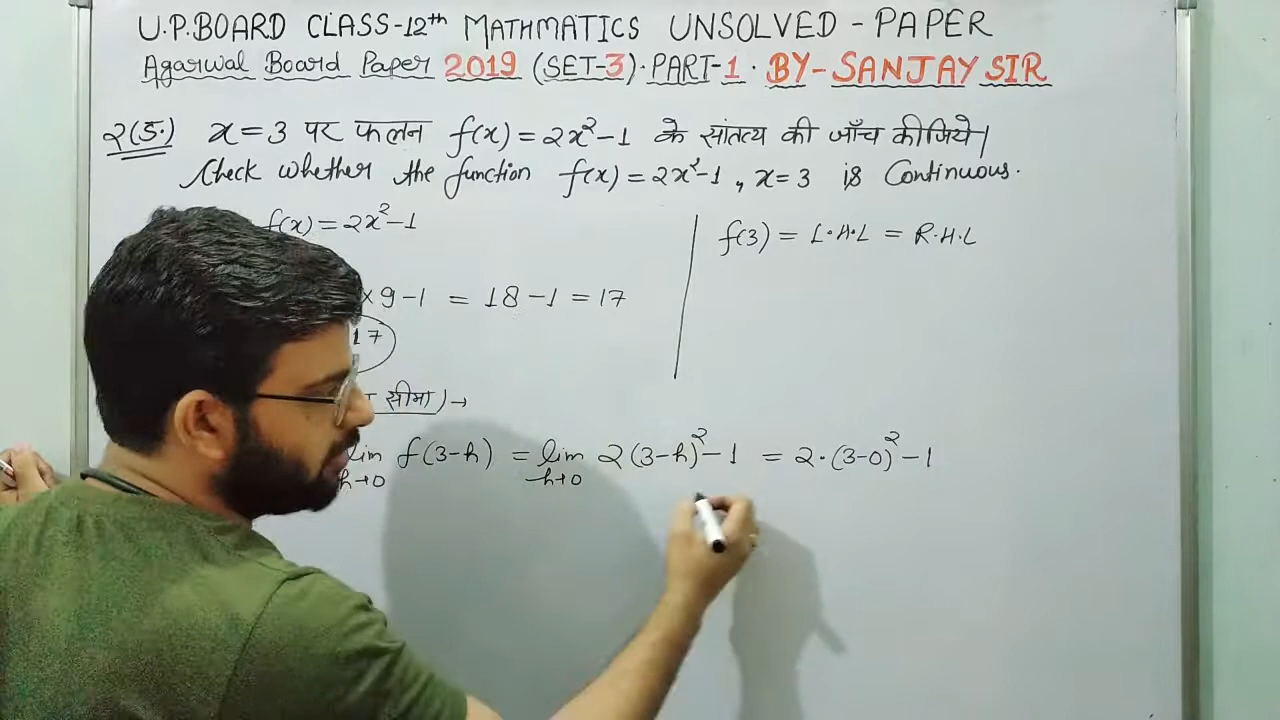 U.P.BOARD CLASS-12th MATHMATICS UNSOLVED - PAPER
Agarwal Board Paper 2019 (SET-3)· PART-1 · BY-SANJAY SIR
2(ङ.) x=3 पर फलन f(x)=2x²-1 के सांतत्य की जाँच कीजिये।
Check whether the function f(x)=2x²-1, x=3 is Continuous.
f(x)=2x²-1
f(3) = L·H·L = R·H·L
×9-1 = 18-1 = 17
17
सीमा)→
lim h→0 f(3-h) = lim h→0 2(3-h)²-1 = 2·(3-0)²-1